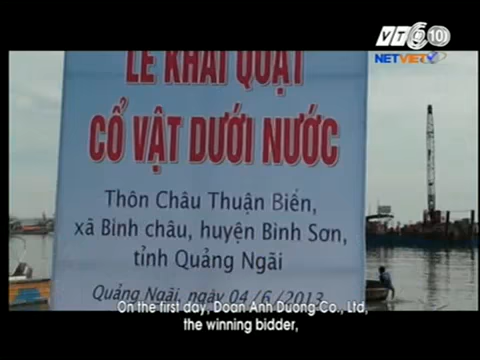 VTC 10
NETVIET
LỄ KHAI QUẬT
CỔ VẬT DƯỚI NƯỚC
Thôn Châu Thuận Biển,
xã Bình châu, huyện Bình Sơn,
tỉnh Quảng Ngãi
Quảng Ngãi, ngày 04/6/2013
On the first day, Doan Anh Duong Co., Ltd,
the winning bidder,